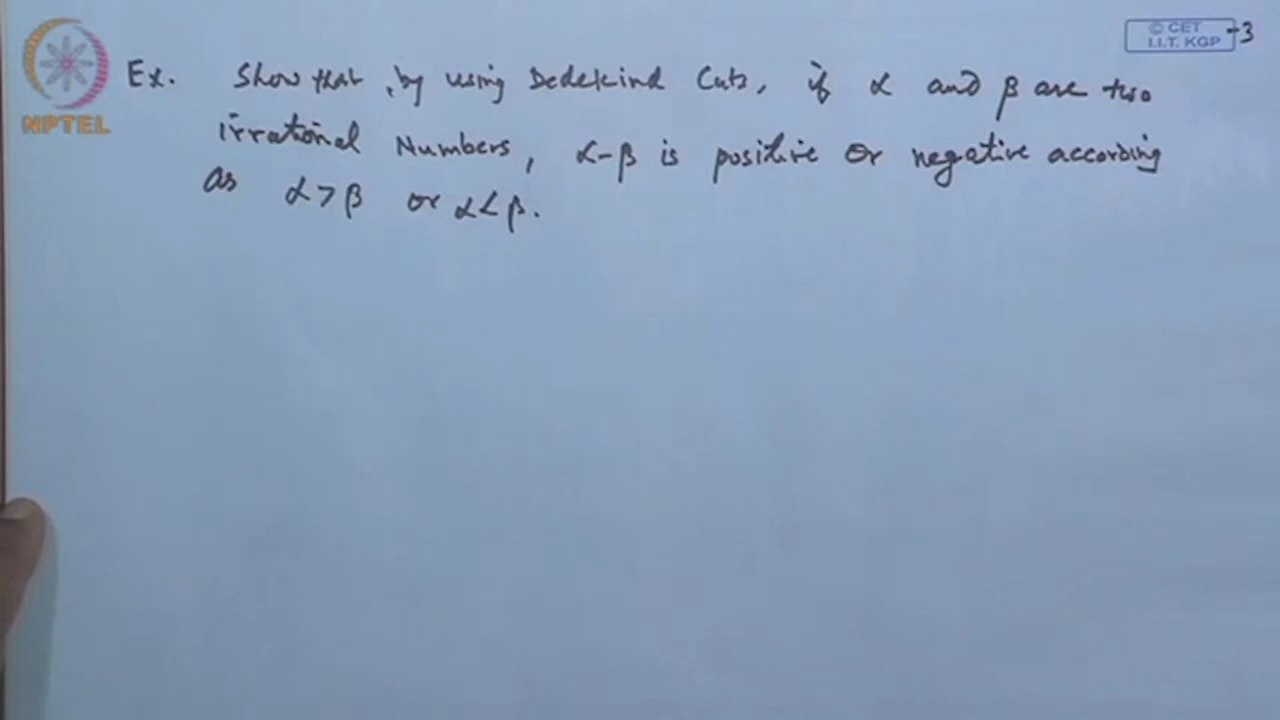 © CET
I.I.T. KGP -3
NPTEL
Ex. Show that, by using Dedekind Cuts, if α and β are two
irrational Numbers, α-β is positive or negative according
as α > β or α < β.